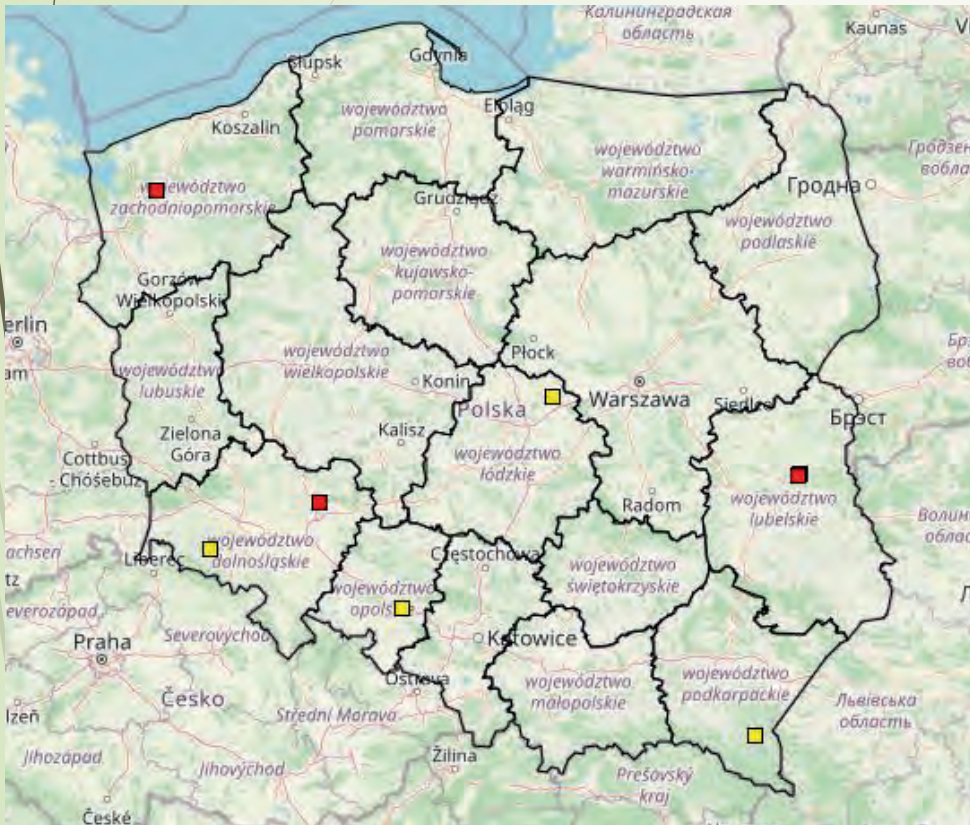 Калининградская
область
Kaunas
Słupsk
Gdynia
Elbląg
Koszalin
województwo
pomorskie
województwo
warmińsko-
mazurskie
Гродзен
вобла
Гродна
województwo
zachodniopomorskie
Grudziądz
województwo
podlaskie
województwo
kujawsko-
pomorskie
Gorzów
Wielkopolski
erlin
am
Płock
województwo
wielkopolskie
województwo
lubuskie
Konin
Warszawa
Siedlce
Брэст
Polska
Kalisz
Zielona
Góra
Cottbus
- Chóśebuz
województwo
łódzkie
Radom
województwo
lubelskie
achsen
województwo
dolnośląskie
Liberec
Częstochowa
województwo
świętokrzyskie
tz
everozápad
województwo
opolskie
Severovýchod
Praha
Katowice
Ostrava
województwo
małopolskie
województwo
podkarpackie
Česko
lzeň
Střední Morava
Львівська
область
Jihozápad
Jihovýchod
Žilina
Prešovský
kraj
České